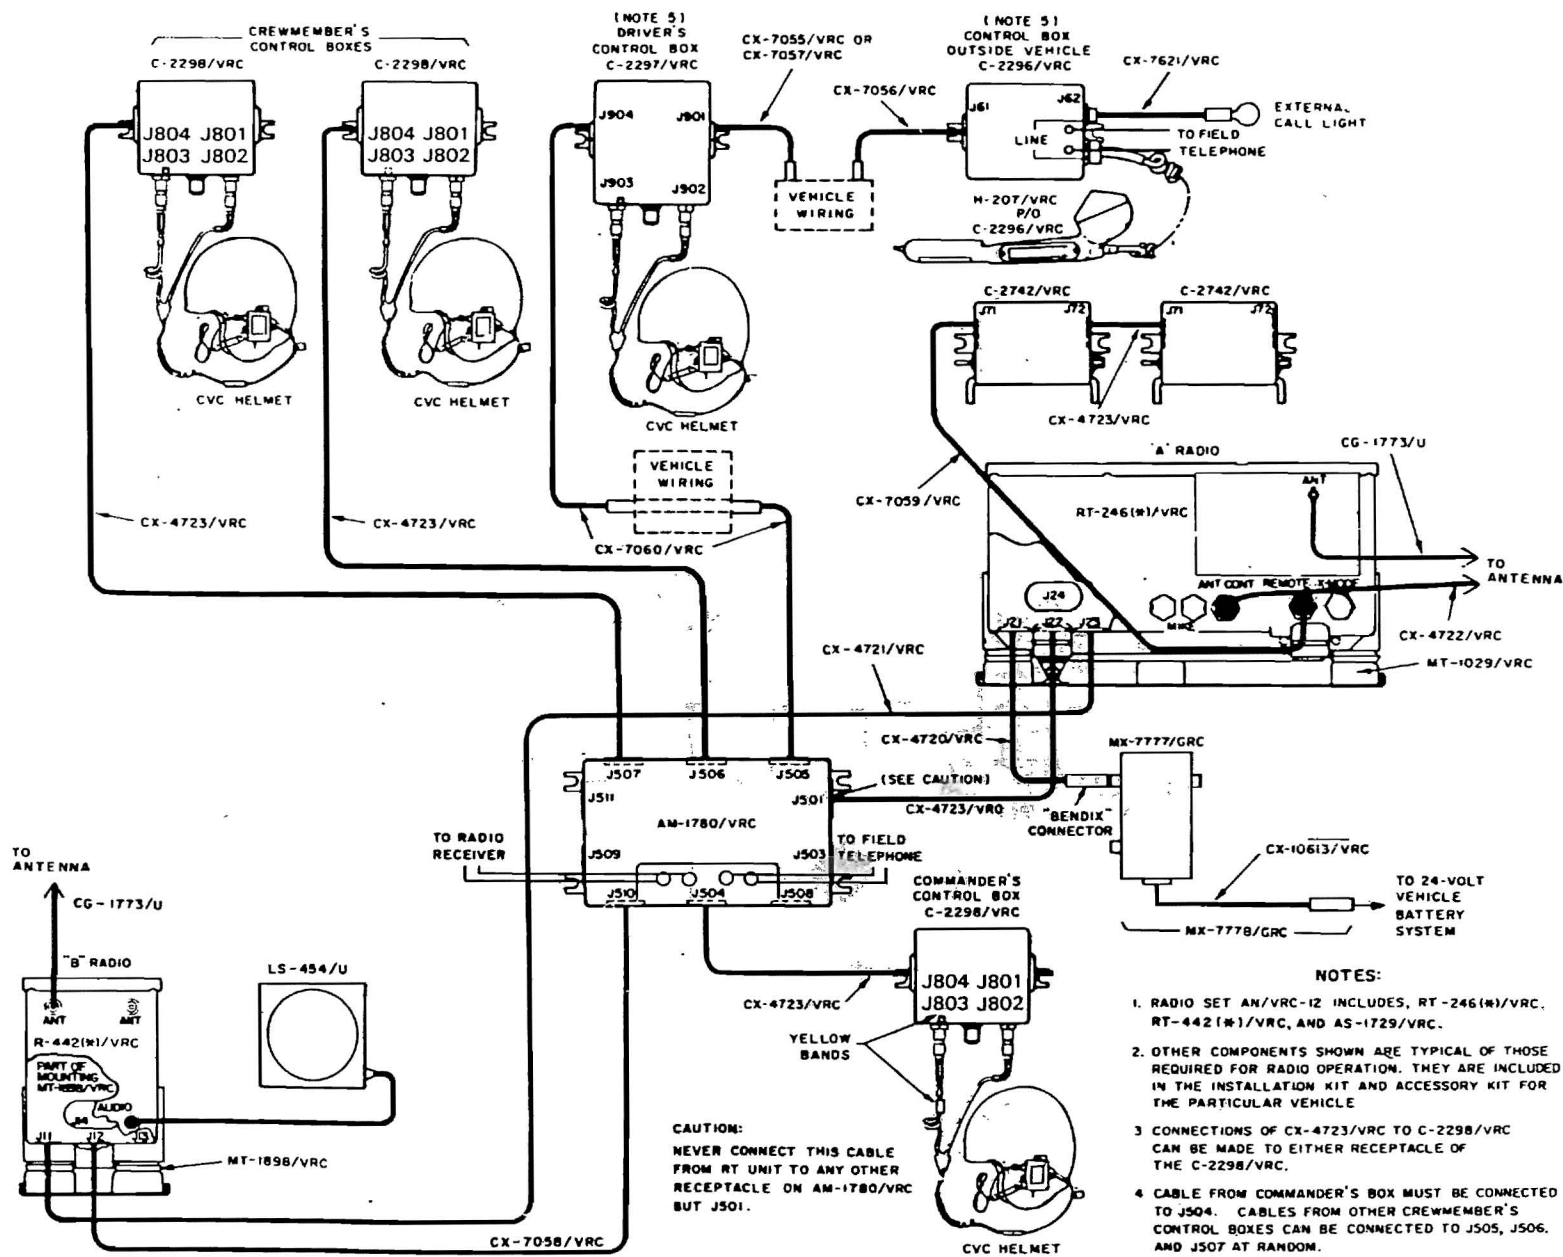 CREWMEMBER'S
CONTROL BOXES
C-2298/VRC
C-2298/VRC
J804 J801
J803 J802
J804 J801
J803 J802
CVC HELMET
CVC HELMET
(NOTE 5)
DRIVER'S
CONTROL BOX
C-2297/VRC
J904
J901
J903
J902
CVC HELMET
CX-7055/VRC OR
CX-7057/VRC
CX-7056/VRC
VEHICLE
WIRING
(NOTE 5)
CONTROL BOX
OUTSIDE VEHICLE
C-2296/VRC
J61
J62
LINE
CX-7621/VRC
EXTERNAL
CALL LIGHT
TO FIELD
TELEPHONE
H-207/VRC
P/O
C-2296/VRC
C-2742/VRC
C-2742/VRC
J71
J72
J71
J72
CX-4723/VRC
CX-7059/VRC
"A" RADIO
CG-1773/U
ANT
RT-246(*)/VRC
TO
ANTENNA
ANT CONT REMOTE X-MODE
J24
MIKE
J21
J22
J23
CX-4722/VRC
MT-1029/VRC
CX-4723/VRC
CX-4723/VRC
VEHICLE
WIRING
CX-7060/VRC
CX-4721/VRC
CX-4720/VRC
MX-7777/GRC
J507
J506
J505
J511
J501
(SEE CAUTION)
CX-4723/VRC
"BENDIX"
CONNECTOR
AM-1780/VRC
TO RADIO
RECEIVER
J509
J503
TO FIELD
TELEPHONE
J510
J504
J508
CX-10613/VRC
TO 24-VOLT
VEHICLE
BATTERY
SYSTEM
MX-7778/GRC
COMMANDER'S
CONTROL BOX
C-2298/VRC
J804 J801
J803 J802
CX-4723/VRC
YELLOW
BANDS
CVC HELMET
TO
ANTENNA
CG-1773/U
"B" RADIO
ANT
ANT
R-442(*)/VRC
PART OF
MOUNTING
MT-1898/VRC
AUDIO
J14
J11
J12
J13
LS-454/U
MT-1898/VRC
CX-7058/VRC
CAUTION:
NEVER CONNECT THIS CABLE
FROM RT UNIT TO ANY OTHER
RECEPTACLE ON AM-1780/VRC
BUT J501.
NOTES:
1. RADIO SET AN/VRC-12 INCLUDES, RT-246(*)/VRC,
RT-442(*)/VRC, AND AS-1729/VRC.
2. OTHER COMPONENTS SHOWN ARE TYPICAL OF THOSE
REQUIRED FOR RADIO OPERATION. THEY ARE INCLUDED
IN THE INSTALLATION KIT AND ACCESSORY KIT FOR
THE PARTICULAR VEHICLE
3 CONNECTIONS OF CX-4723/VRC TO C-2298/VRC
CAN BE MADE TO EITHER RECEPTACLE OF
THE C-2298/VRC.
4 CABLE FROM COMMANDER'S BOX MUST BE CONNECTED
TO J504. CABLES FROM OTHER CREWMEMBER'S
CONTROL BOXES CAN BE CONNECTED TO J505, J506,
AND J507 AT RANDOM.